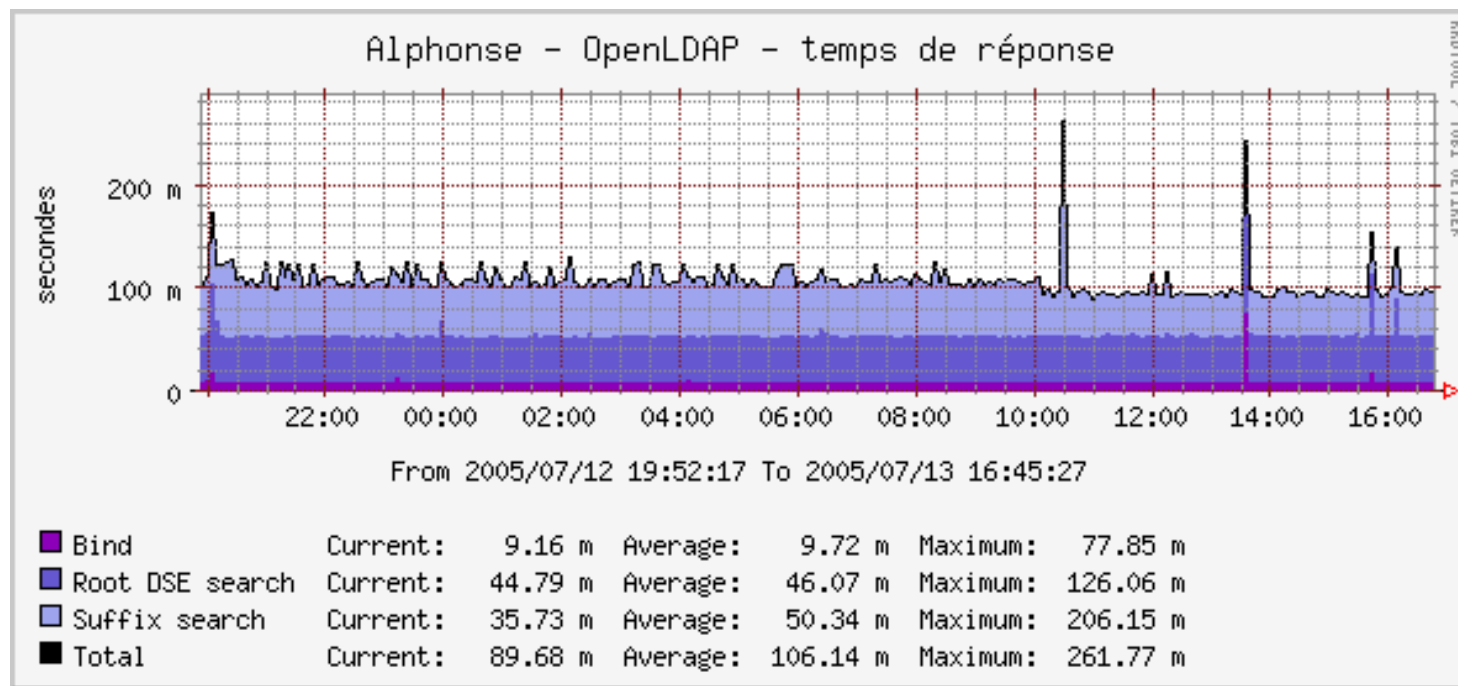 Alphonse - OpenLDAP - temps de réponse
RRDTOOL / TOBI OETIKER
secondes
200 m
100 m
0
22:00 00:00 02:00 04:00 06:00 08:00 10:00 12:00 14:00 16:00
From 2005/07/12 19:52:17 To 2005/07/13 16:45:27
Bind Current: 9.16 m Average: 9.72 m Maximum: 77.85 m
Root DSE search Current: 44.79 m Average: 46.07 m Maximum: 126.06 m
Suffix search Current: 35.73 m Average: 50.34 m Maximum: 206.15 m
Total Current: 89.68 m Average: 106.14 m Maximum: 261.77 m